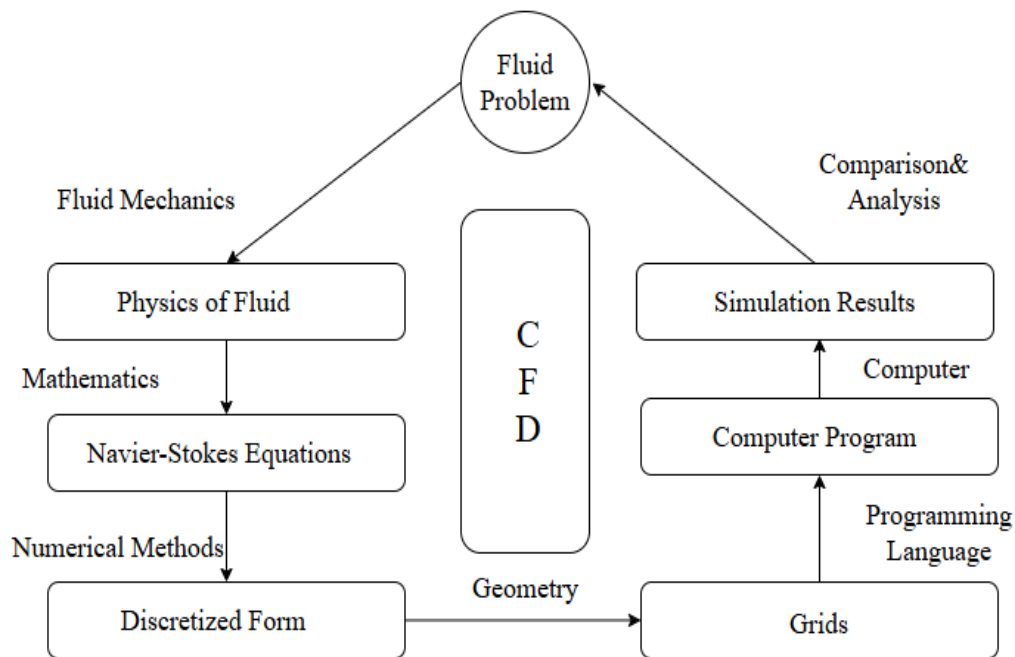 Fluid
Problem
Comparison&
Analysis
Fluid Mechanics
Physics of Fluid
C
F
D
Simulation Results
Mathematics
Computer
Navier-Stokes Equations
Computer Program
Numerical Methods
Programming
Language
Geometry
Discretized Form
Grids